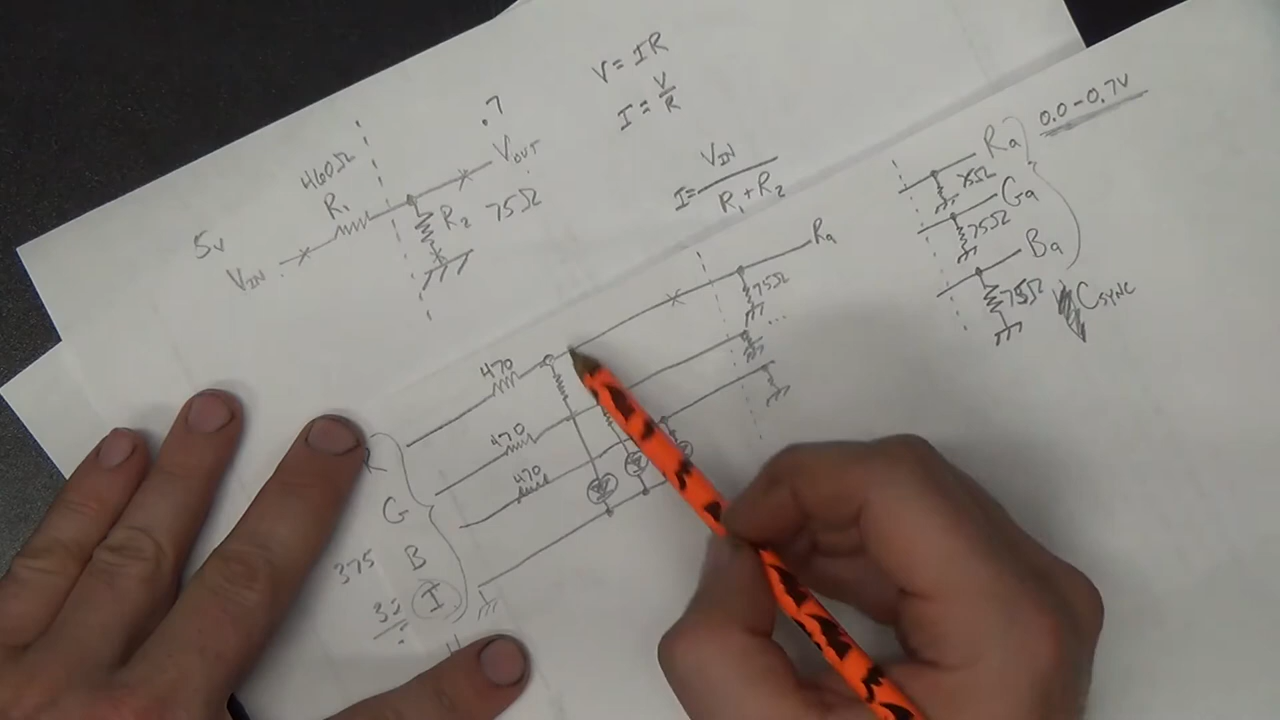 V=IR
I=V/R
I=VIN/R1+R2
.7
VOUT
460Ω
R1
R2 75Ω
5v
VIN
0.0-0.7V
Ra
75Ω
Ga
75Ω
Ba
75Ω
CSYNC
Ra
75Ω
...
470
470
470
R
G
B
I
375